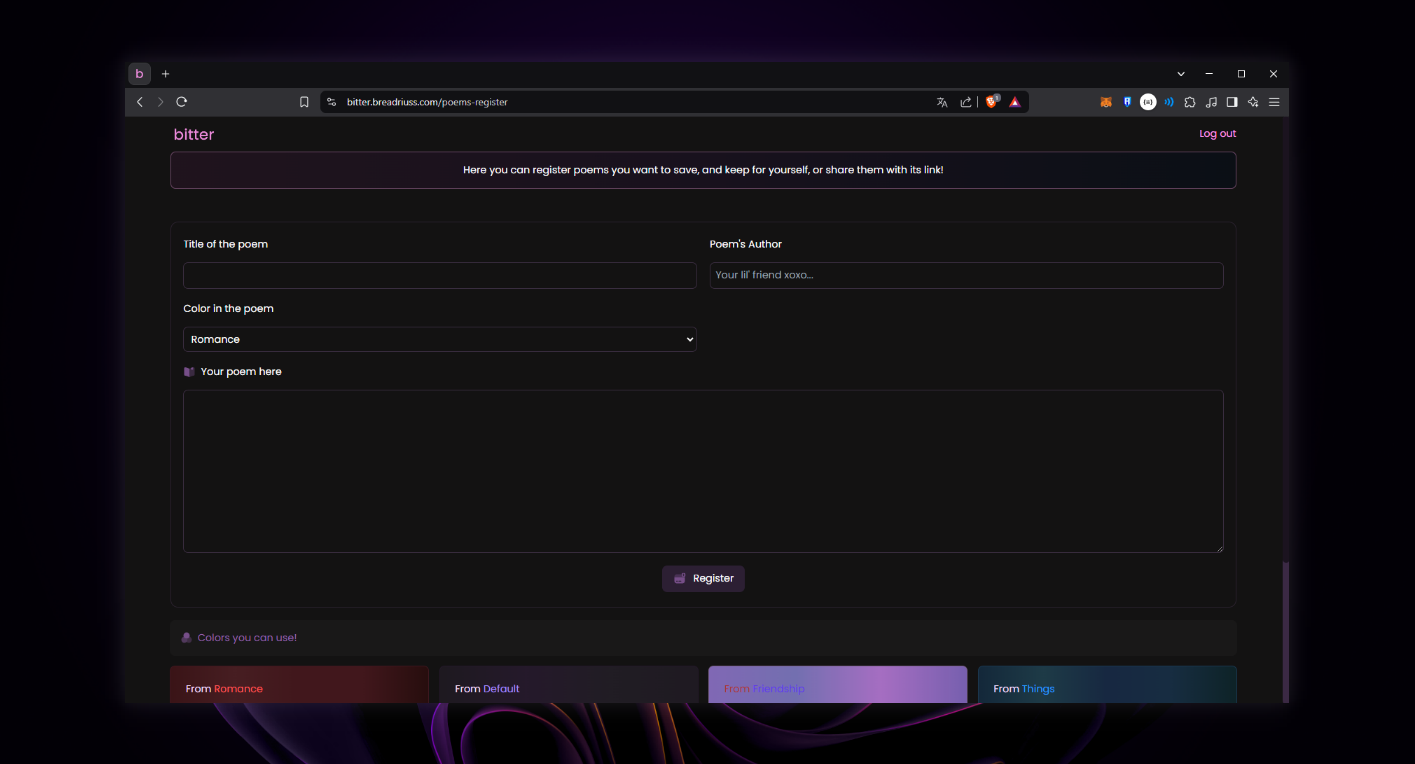 b
bitter.breadriuss.com/poems-register
1
bitter
Log out
Here you can register poems you want to save, and keep for yourself, or share them with its link!
Title of the poem
Poem's Author
Your lil' friend xoxo...
Color in the poem
Romance
Your poem here
Register
Colors you can use!
From Romance
From Default
From Friendship
From Things